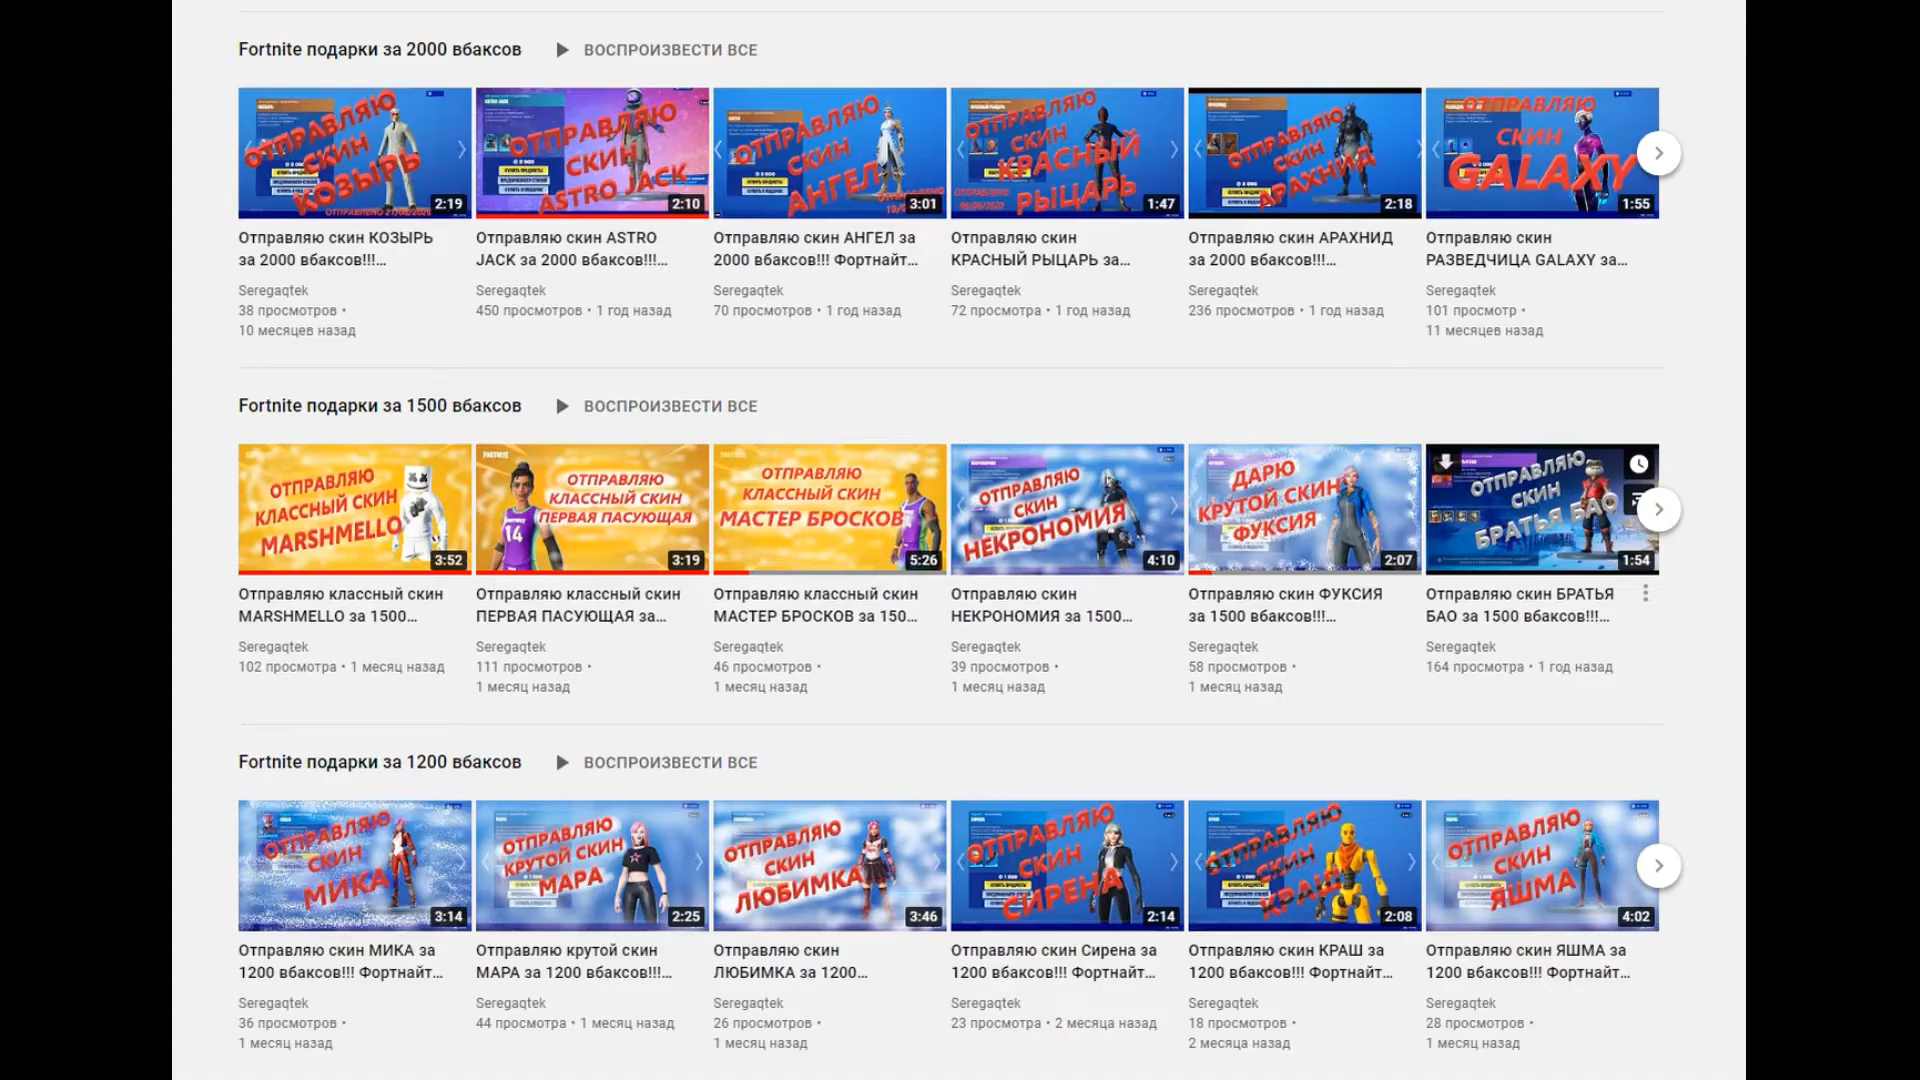 Fortnite подарки за 2000 вбаксов ВОСПРОИЗВЕСТИ ВСЕ
ОТПРАВЛЯЮ
СКИН
КОЗЫРЬ
2:19
ОТПРАВЛЯЮ
СКИН
ASTRO JACK
2:10
ОТПРАВЛЯЮ
СКИН
АНГЕЛ
3:01
ОТПРАВЛЯЮ
СКИН
КРАСНЫЙ
РЫЦАРЬ
1:47
ОТПРАВЛЯЮ
СКИН
АРАХНИД
2:18
ОТПРАВЛЯЮ
СКИН
GALAXY
1:55
Отправляю скин КОЗЫРЬ
за 2000 вбаксов!!!...
Seregaqtek
38 просмотров •
10 месяцев назад
Отправляю скин ASTRO
JACK за 2000 вбаксов!!!...
Seregaqtek
450 просмотров • 1 год назад
Отправляю скин АНГЕЛ за
2000 вбаксов!!! Фортнайт...
Seregaqtek
70 просмотров • 1 год назад
Отправляю скин
КРАСНЫЙ РЫЦАРЬ за...
Seregaqtek
72 просмотра • 1 год назад
Отправляю скин АРАХНИД
за 2000 вбаксов!!!...
Seregaqtek
236 просмотров • 1 год назад
Отправляю скин
РАЗВЕДЧИЦА GALAXY за...
Seregaqtek
101 просмотр •
11 месяцев назад
Fortnite подарки за 1500 вбаксов ВОСПРОИЗВЕСТИ ВСЕ
ОТПРАВЛЯЮ
КЛАССНЫЙ СКИН
MARSHMELLO
3:52
ОТПРАВЛЯЮ
КЛАССНЫЙ СКИН
ПЕРВАЯ ПАСУЮЩАЯ
14
3:19
ОТПРАВЛЯЮ
КЛАССНЫЙ СКИН
МАСТЕР БРОСКОВ
5:26
ОТПРАВЛЯЮ
СКИН
НЕКРОНОМИЯ
4:10
ДАРЮ
КРУТОЙ СКИН
ФУКСИЯ
2:07
ОТПРАВЛЯЮ
СКИН
БРАТЬЯ БАО
1:54
Отправляю классный скин
MARSHMELLO за 1500...
Seregaqtek
102 просмотра • 1 месяц назад
Отправляю классный скин
ПЕРВАЯ ПАСУЮЩАЯ за...
Seregaqtek
111 просмотров •
1 месяц назад
Отправляю классный скин
МАСТЕР БРОСКОВ за 150...
Seregaqtek
46 просмотров •
1 месяц назад
Отправляю скин
НЕКРОНОМИЯ за 1500...
Seregaqtek
39 просмотров •
1 месяц назад
Отправляю скин ФУКСИЯ
за 1500 вбаксов!!!...
Seregaqtek
58 просмотров •
1 месяц назад
Отправляю скин БРАТЬЯ
БАО за 1500 вбаксов!!!...
Seregaqtek
164 просмотра • 1 год назад
Fortnite подарки за 1200 вбаксов ВОСПРОИЗВЕСТИ ВСЕ
ОТПРАВЛЯЮ
СКИН
МИКА
3:14
ОТПРАВЛЯЮ
КРУТОЙ СКИН
МАРА
2:25
ОТПРАВЛЯЮ
СКИН
ЛЮБИМКА
3:46
ОТПРАВЛЯЮ
СКИН
СИРЕНА
2:14
ОТПРАВЛЯЮ
СКИН
КРАШ
2:08
ОТПРАВЛЯЮ
СКИН
ЯШМА
4:02
Отправляю скин МИКА за
1200 вбаксов!!! Фортнайт...
Seregaqtek
36 просмотров •
1 месяц назад
Отправляю крутой скин
МАРА за 1200 вбаксов!!!...
Seregaqtek
44 просмотра • 1 месяц назад
Отправляю скин
ЛЮБИМКА за 1200...
Seregaqtek
26 просмотров •
1 месяц назад
Отправляю скин Сирена за
1200 вбаксов!!! Фортнайт...
Seregaqtek
23 просмотра • 2 месяца назад
Отправляю скин КРАШ за
1200 вбаксов!!! Фортнайт...
Seregaqtek
18 просмотров •
2 месяца назад
Отправляю скин ЯШМА за
1200 вбаксов!!! Фортнайт...
Seregaqtek
28 просмотров •
1 месяц назад